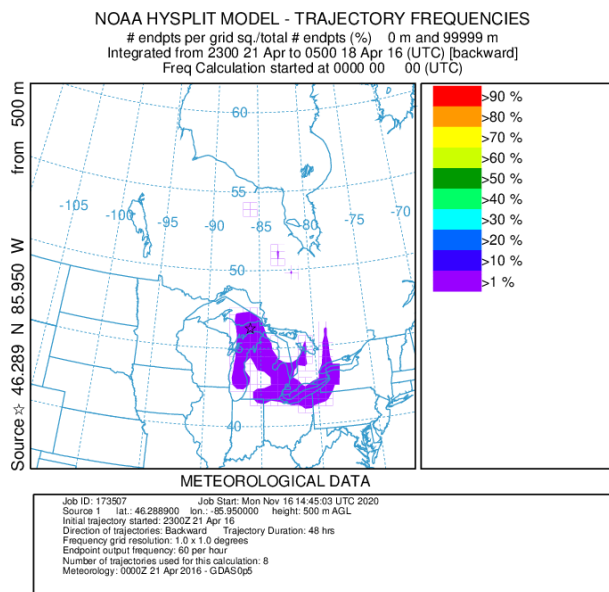 NOAA HYSPLIT MODEL - TRAJECTORY FREQUENCIES
# endpts per grid sq./total # endpts (%) 0 m and 99999 m
Integrated from 2300 21 Apr to 0500 18 Apr 16 (UTC) [backward]
Freq Calculation started at 0000 00 00 (UTC)
Source ☆ 46.289 N 85.950 W from 500 m
60
55
-105
-100
-95
-90
-85
-80
-75
-70
50
40
>90 %
>80 %
>70 %
>60 %
>50 %
>40 %
>30 %
>20 %
>10 %
>1 %
METEOROLOGICAL DATA
Job ID: 173507 Job Start: Mon Nov 16 14:45:03 UTC 2020
Source 1 lat.: 46.288900 lon.: -85.950000 height: 500 m AGL
Initial trajectory started: 2300Z 21 Apr 16
Direction of trajectories: Backward Trajectory Duration: 48 hrs
Frequency grid resolution: 1.0 x 1.0 degrees
Endpoint output frequency: 60 per hour
Number of trajectories used for this calculation: 8
Meteorology: 0000Z 21 Apr 2016 - GDAS0p5